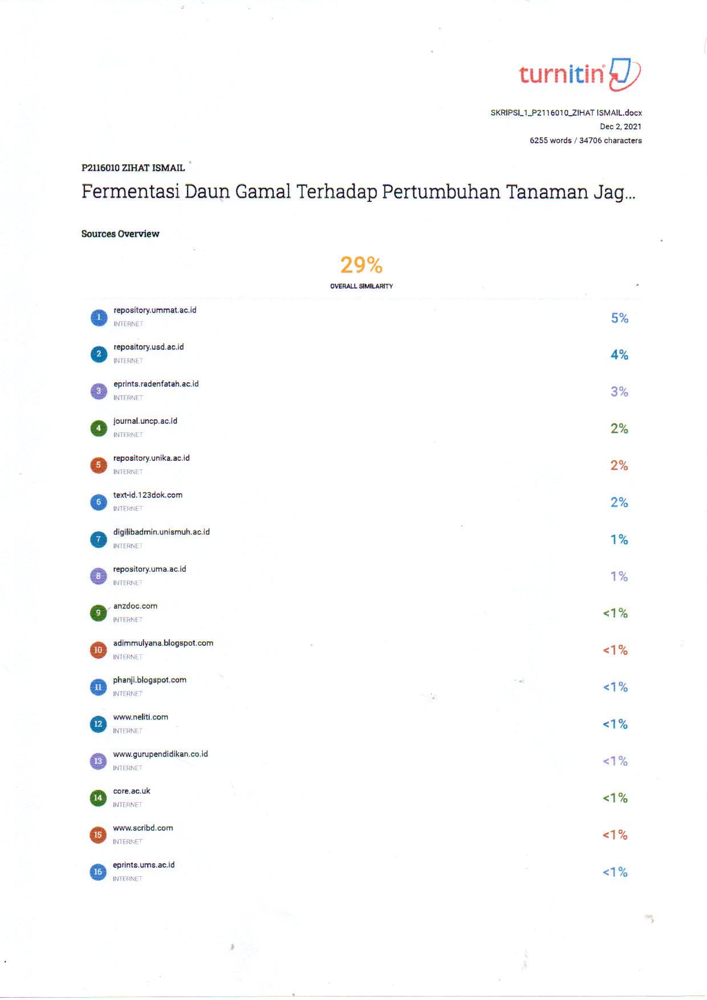 turnitin
SKRIPSI_1_P2116010_ZIHAT ISMAIL.docx
Dec 2, 2021
6255 words / 34706 characters
P2116010 ZIHAT ISMAIL
Fermentasi Daun Gamal Terhadap Pertumbuhan Tanaman Jag...
Sources Overview
29%
OVERALL SIMILARITY
1 repository.ummat.ac.id 5%
INTERNET
2 repository.usd.ac.id 4%
INTERNET
3 eprints.radenfatah.ac.id 3%
INTERNET
4 journal.uncp.ac.id 2%
INTERNET
5 repository.unika.ac.id 2%
INTERNET
6 text-id.123dok.com 2%
INTERNET
7 digilibadmin.unismuh.ac.id 1%
INTERNET
8 repository.uma.ac.id 1%
INTERNET
9 anzdoc.com <1%
INTERNET
10 adimmulyana.blogspot.com <1%
INTERNET
11 phanji.blogspot.com <1%
INTERNET
12 www.neliti.com <1%
INTERNET
13 www.gurupendidikan.co.id <1%
INTERNET
14 core.ac.uk <1%
INTERNET
15 www.scribd.com <1%
INTERNET
16 eprints.ums.ac.id <1%
INTERNET